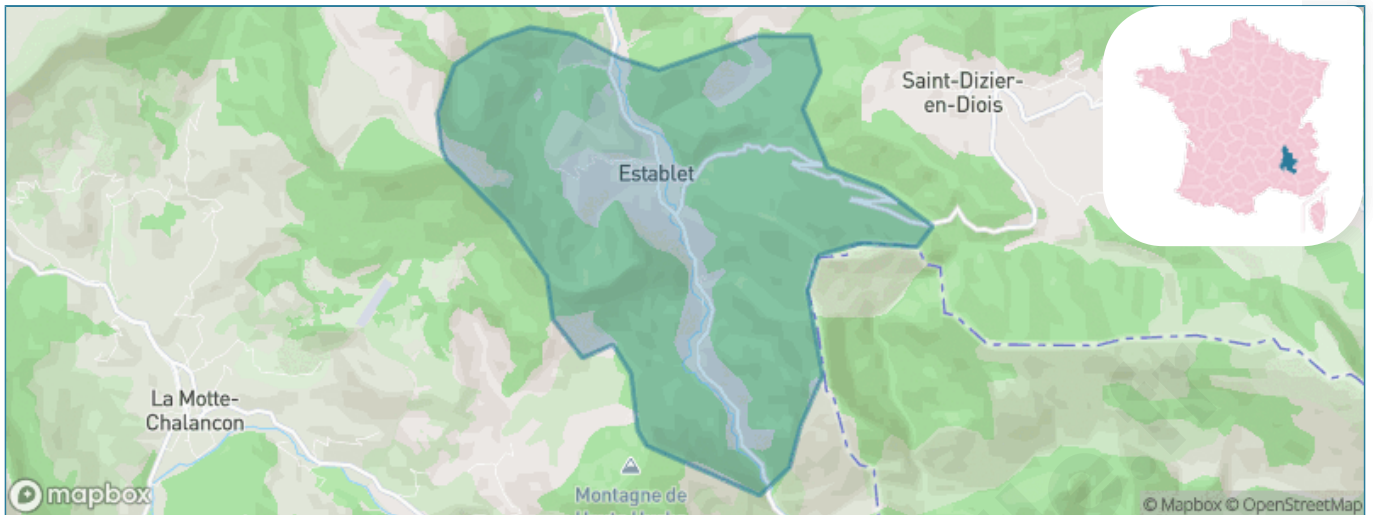 Saint-Dizier-
en-Diois
Establet
La Motte-
Chalancon
Montagne de
mapbox
© Mapbox © OpenStreetMap